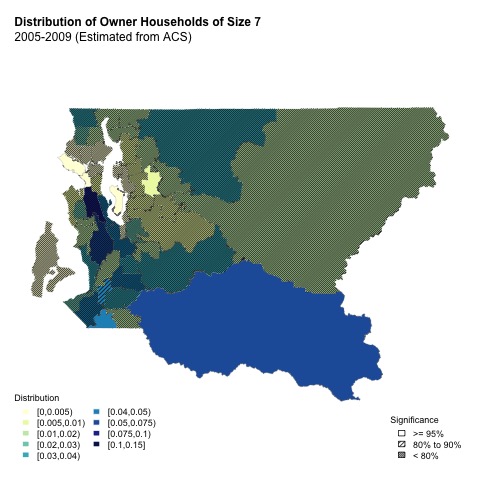 Distribution of Owner Households of Size 7
2005-2009 (Estimated from ACS)
Distribution
[0,0.005)
[0.005,0.01)
[0.01,0.02)
[0.02,0.03)
[0.03,0.04)
[0.04,0.05)
[0.05,0.075)
[0.075,0.1)
[0.1,0.15]
Significance
>= 95%
80% to 90%
< 80%